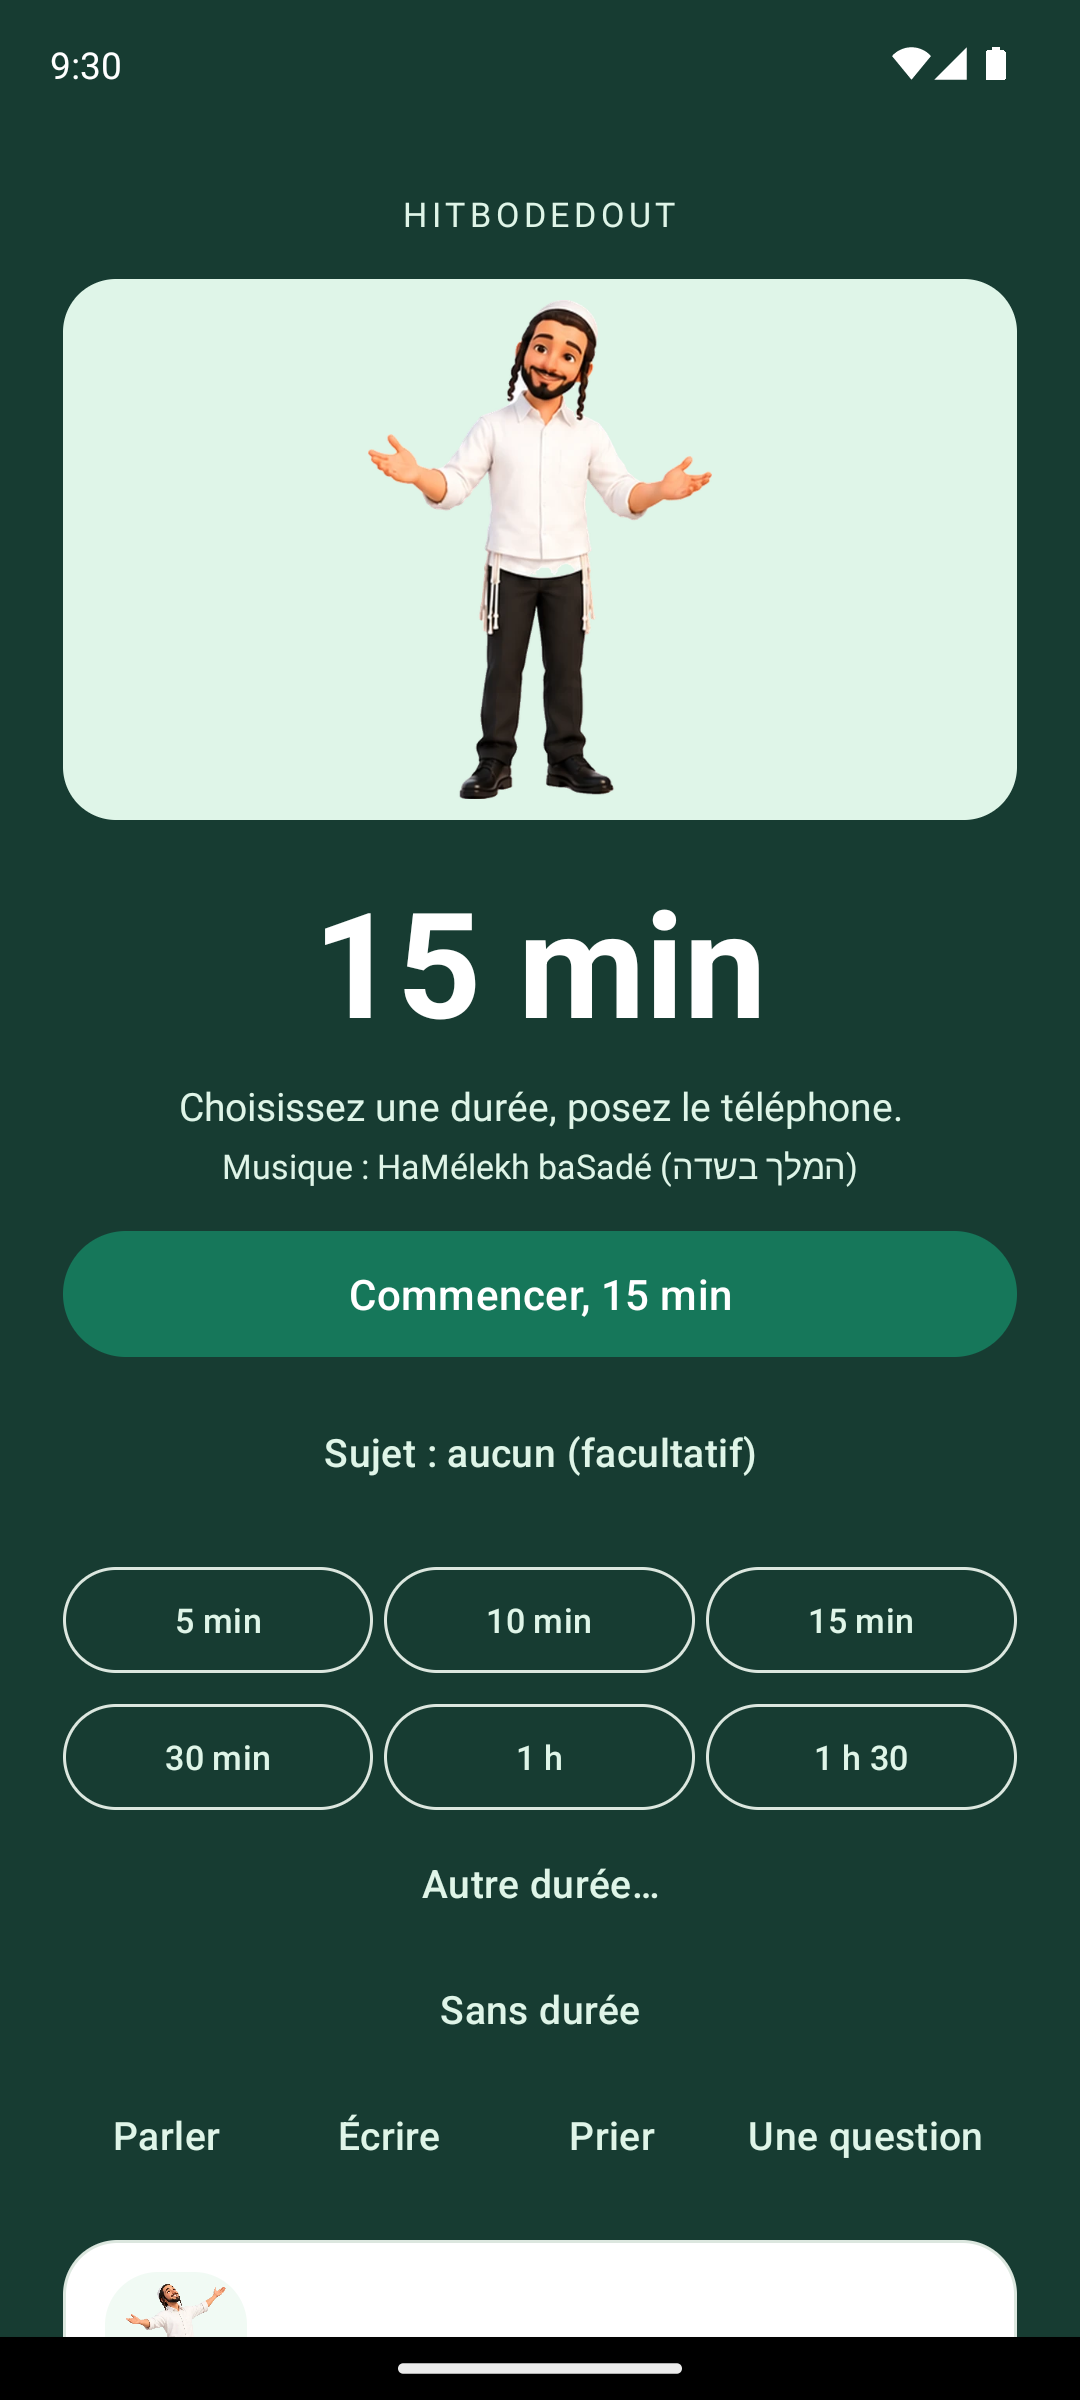 9:30
HITBODEDOUT
15 min
Choisissez une durée, posez le téléphone.
Musique : HaMélekh baSadé (המלך בשדה)
Commencer, 15 min
Sujet : aucun (facultatif)
5 min 10 min 15 min
30 min 1 h 1 h 30
Autre durée…
Sans durée
Parler Écrire Prier Une question